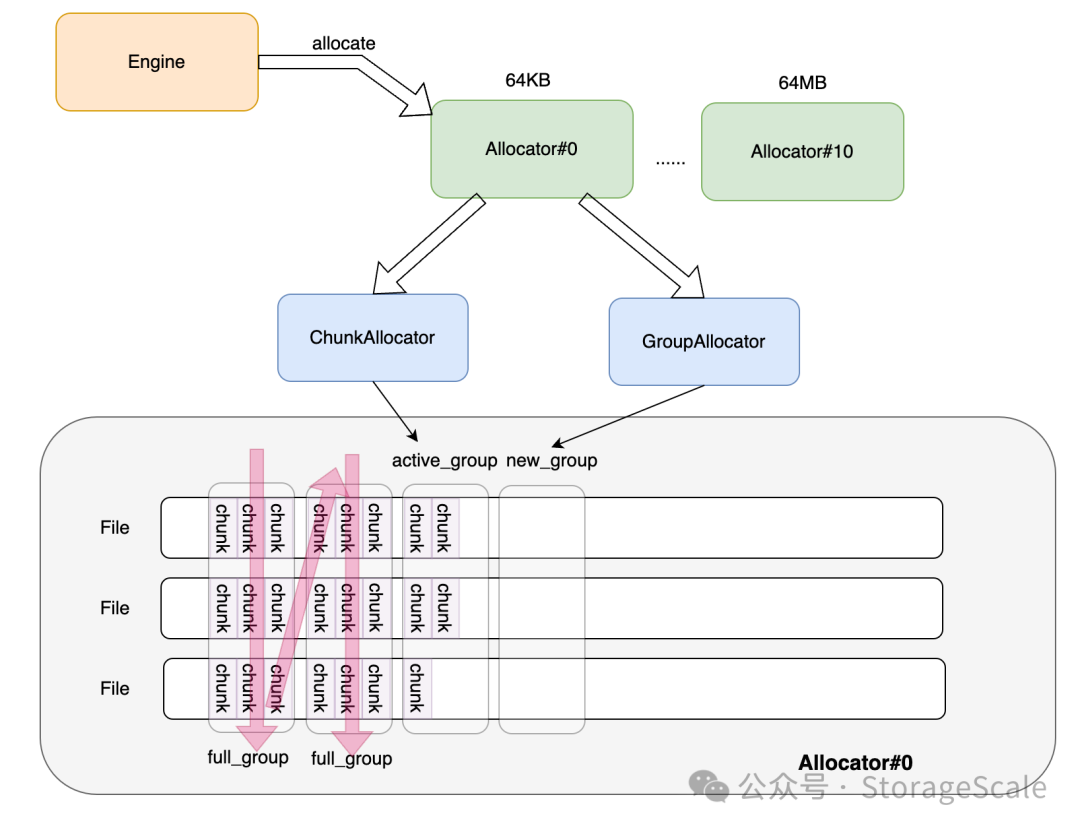 Engine
allocate
64KB
64MB
Allocator#0
......
Allocator#10
ChunkAllocator
GroupAllocator
active_group new_group
File
chunk chunk chunk chunk chunk chunk chunk chunk
File
chunk chunk chunk chunk chunk chunk chunk chunk
File
chunk chunk chunk chunk chunk chunk chunk
full_group full_group
Allocator#0
公众号 · StorageScale